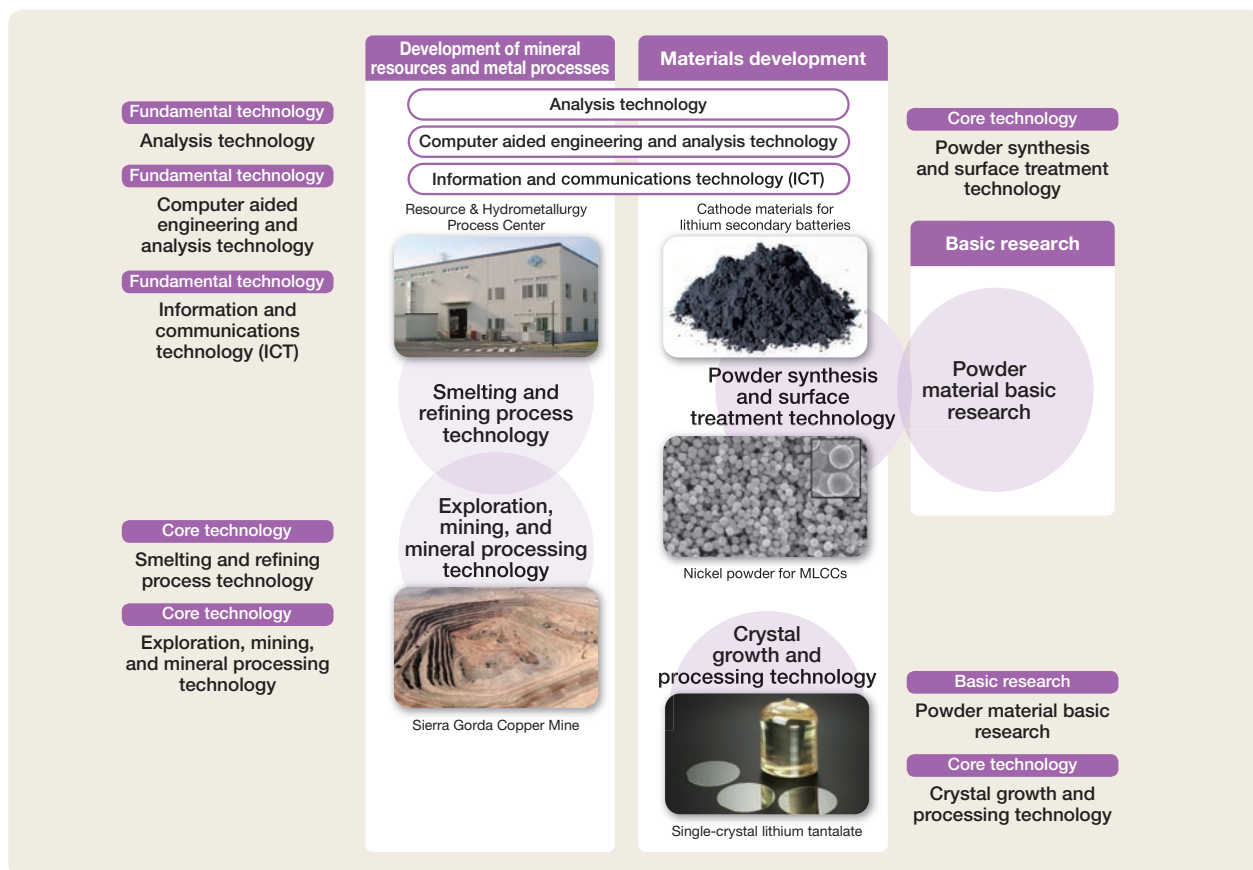 Fundamental technology
Analysis technology
Fundamental technology
Computer aided
engineering and
analysis technology
Fundamental technology
Information and
communications
technology (ICT)
Core technology
Smelting and refining
process technology
Core technology
Exploration, mining,
and mineral processing
technology
Development of mineral
resources and metal processes
Materials development
Analysis technology
Computer aided engineering and analysis technology
Information and communications technology (ICT)
Resource & Hydrometallurgy
Process Center
Smelting and
refining process
technology
Exploration,
mining, and
mineral processing
technology
Sierra Gorda Copper Mine
Cathode materials for
lithium secondary batteries
Powder synthesis
and surface
treatment technology
Nickel powder for MLCCs
Crystal
growth and
processing technology
Single-crystal lithium tantalate
Core technology
Powder synthesis
and surface treatment
technology
Basic research
Powder
material basic
research
Basic research
Powder material basic
research
Core technology
Crystal growth and
processing technology